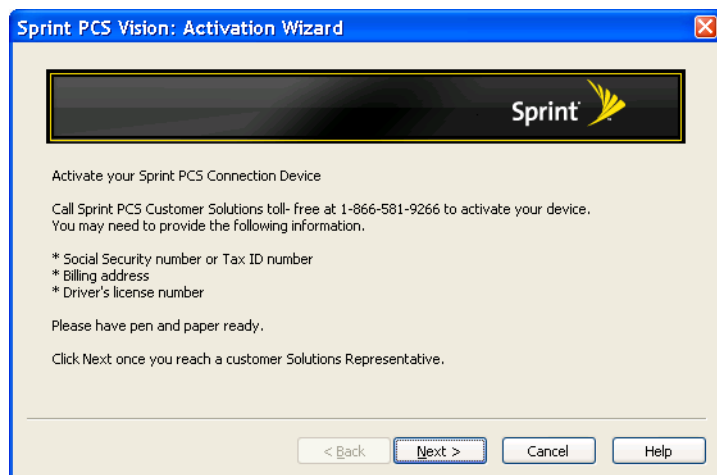 Sprint PCS Vision: Activation Wizard
Sprint
Activate your Sprint PCS Connection Device
Call Sprint PCS Customer Solutions toll- free at 1-866-581-9266 to activate your device.
You may need to provide the following information.
* Social Security number or Tax ID number
* Billing address
* Driver's license number
Please have pen and paper ready.
Click Next once you reach a customer Solutions Representative.
< Back Next > Cancel Help